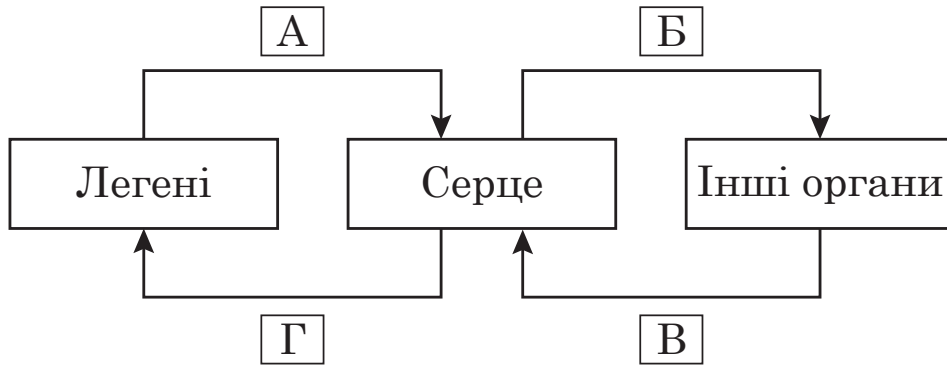 А
Б
Легені
Серце
Інші органи
Г
В